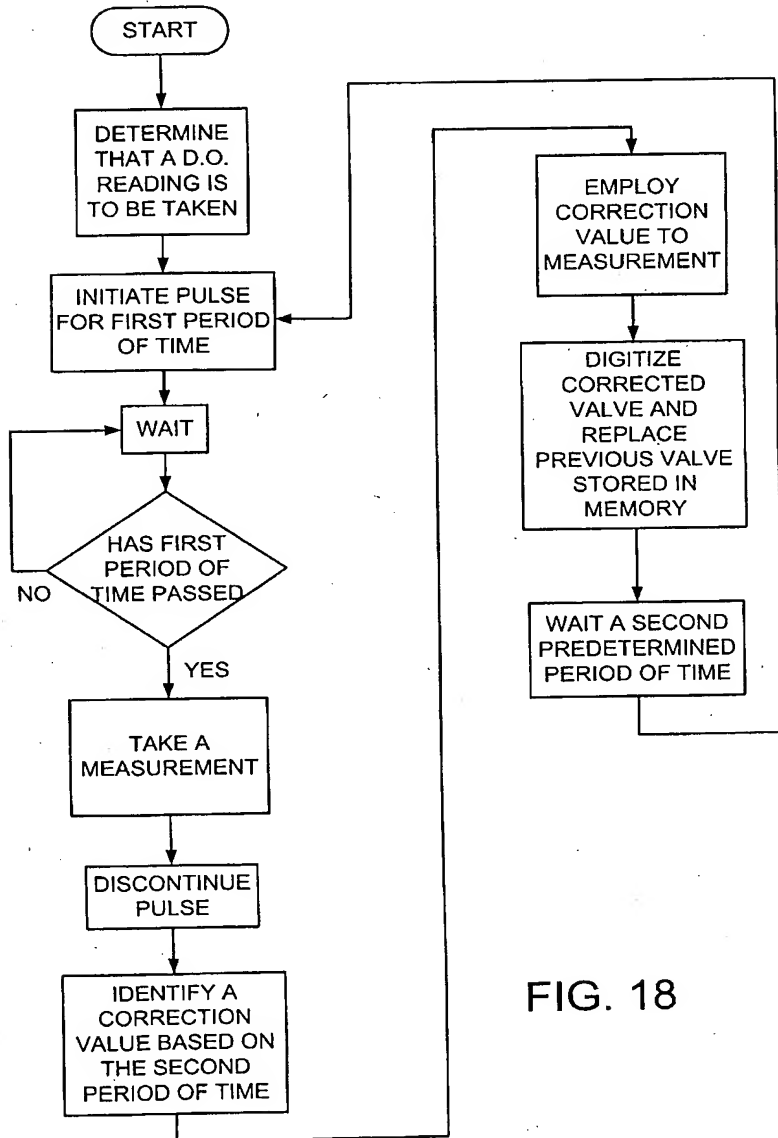 START
DETERMINE
THAT A D.O.
READING IS
TO BE TAKEN
INITIATE PULSE
FOR FIRST PERIOD
OF TIME
WAIT
HAS FIRST
PERIOD OF
TIME PASSED
NO
YES
TAKE A
MEASUREMENT
DISCONTINUE
PULSE
IDENTIFY A
CORRECTION
VALUE BASED ON
THE SECOND
PERIOD OF TIME
EMPLOY
CORRECTION
VALUE TO
MEASUREMENT
DIGITIZE
CORRECTED
VALVE AND
REPLACE
PREVIOUS VALVE
STORED IN
MEMORY
WAIT A SECOND
PREDETERMINED
PERIOD OF TIME
FIG. 18